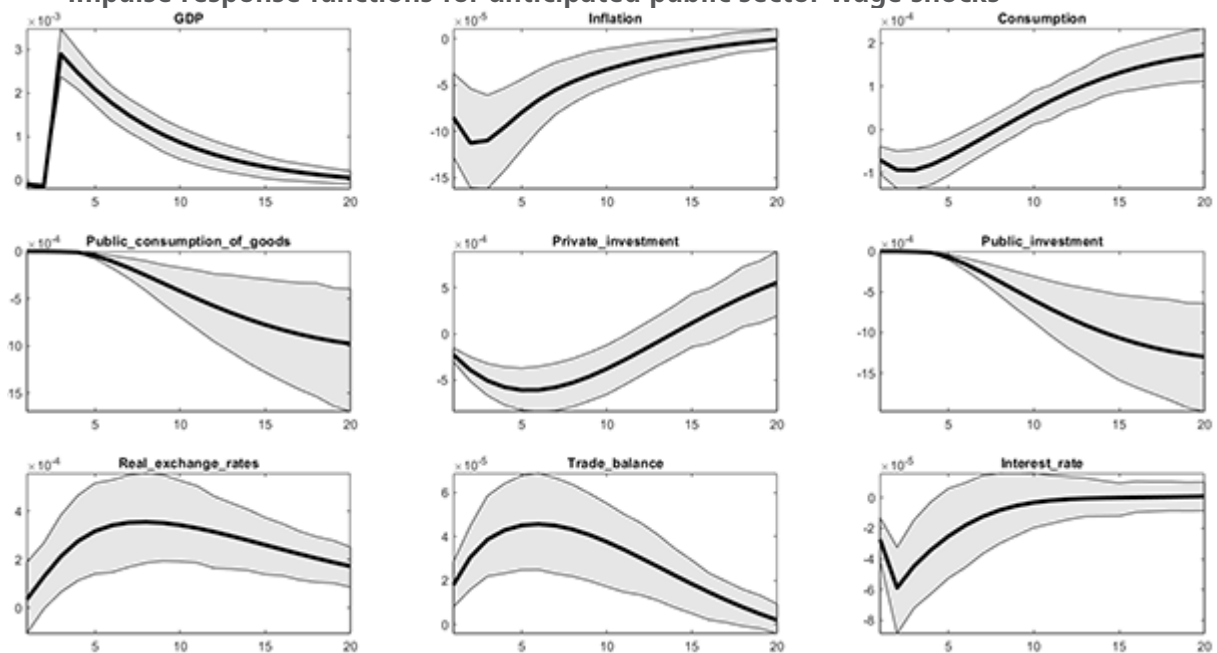 Impulse response functions for anticipated public sector wage shocks
GDP
×10⁻³
3
2
1
0
5 10 15 20
Inflation
×10⁻⁵
0
-5
-10
-15
5 10 15 20
Consumption
×10⁻⁴
2
1
0
-1
5 10 15 20
Public_consumption_of_goods
×10⁻⁴
0
-5
-10
15
5 10 15 20
Private_investment
×10⁻⁴
5
0
-5
5 10 15 20
Public_investment
×10⁻⁴
0
-5
-10
-15
5 10 15 20
Real_exchange_rates
×10⁻⁴
4
2
0
5 10 15 20
Trade_balance
×10⁻⁵
6
4
2
0
5 10 15 20
Interest_rate
×10⁻⁵
0
-2
-4
-6
-8
5 10 15 20